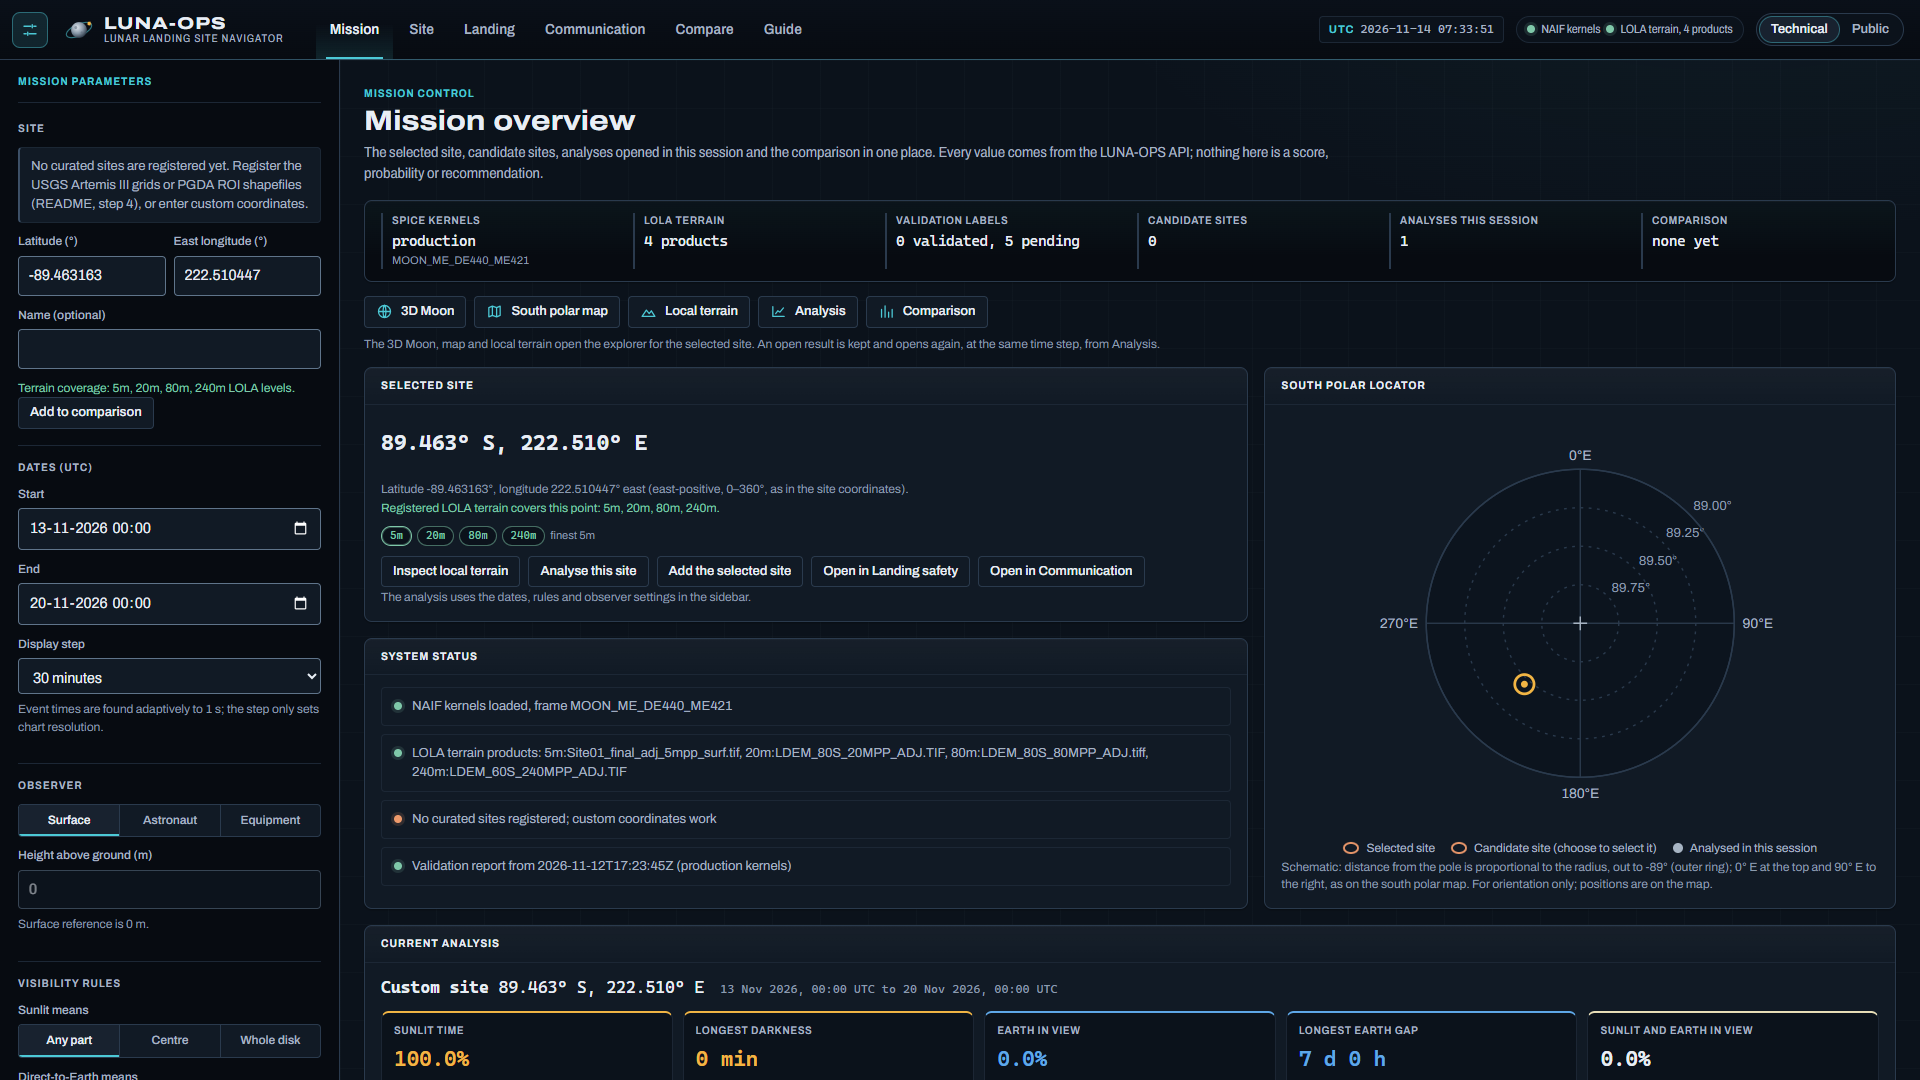 LUNA-OPS
LUNAR LANDING SITE NAVIGATOR
Mission
Site
Landing
Communication
Compare
Guide
UTC 2026-11-14 07:33:51
NAIF kernels
LOLA terrain, 4 products
Technical
Public
MISSION PARAMETERS
SITE
No curated sites are registered yet. Register the
USGS Artemis III grids or PGDA ROI shapefiles
(README, step 4), or enter custom coordinates.
Latitude (°)
East longitude (°)
-89.463163
222.510447
Name (optional)
Terrain coverage: 5m, 20m, 80m, 240m LOLA levels.
Add to comparison
DATES (UTC)
Start
13-11-2026 00:00
End
20-11-2026 00:00
Display step
30 minutes
Event times are found adaptively to 1 s; the step only sets
chart resolution.
OBSERVER
Surface
Astronaut
Equipment
Height above ground (m)
0
Surface reference is 0 m.
VISIBILITY RULES
Sunlit means
Any part
Centre
Whole disk
Direct-to-Earth means
MISSION CONTROL
Mission overview
The selected site, candidate sites, analyses opened in this session and the comparison in one place. Every value comes from the LUNA-OPS API; nothing here is a score,
probability or recommendation.
SPICE KERNELS
production
MOON_ME_DE440_ME421
LOLA TERRAIN
4 products
VALIDATION LABELS
0 validated, 5 pending
CANDIDATE SITES
0
ANALYSES THIS SESSION
1
COMPARISON
none yet
3D Moon
South polar map
Local terrain
Analysis
Comparison
The 3D Moon, map and local terrain open the explorer for the selected site. An open result is kept and opens again, at the same time step, from Analysis.
SELECTED SITE
89.463° S, 222.510° E
Latitude -89.463163°, longitude 222.510447° east (east-positive, 0–360°, as in the site coordinates).
Registered LOLA terrain covers this point: 5m, 20m, 80m, 240m.
5m
20m
80m
240m
finest 5m
Inspect local terrain
Analyse this site
Add the selected site
Open in Landing safety
Open in Communication
The analysis uses the dates, rules and observer settings in the sidebar.
SYSTEM STATUS
NAIF kernels loaded, frame MOON_ME_DE440_ME421
LOLA terrain products: 5m:Site01_final_adj_5mpp_surf.tif, 20m:LDEM_80S_20MPP_ADJ.TIF, 80m:LDEM_80S_80MPP_ADJ.tiff,
240m:LDEM_60S_240MPP_ADJ.TIF
No curated sites registered; custom coordinates work
Validation report from 2026-11-12T17:23:45Z (production kernels)
SOUTH POLAR LOCATOR
0°E
89.00°
89.25°
89.50°
89.75°
270°E
90°E
180°E
Selected site
Candidate site (choose to select it)
Analysed in this session
Schematic: distance from the pole is proportional to the radius, out to -89° (outer ring); 0° E at the top and 90° E to
the right, as on the south polar map. For orientation only; positions are on the map.
CURRENT ANALYSIS
Custom site 89.463° S, 222.510° E
13 Nov 2026, 00:00 UTC to 20 Nov 2026, 00:00 UTC
SUNLIT TIME
100.0%
LONGEST DARKNESS
0 min
EARTH IN VIEW
0.0%
LONGEST EARTH GAP
7 d 0 h
SUNLIT AND EARTH IN VIEW
0.0%